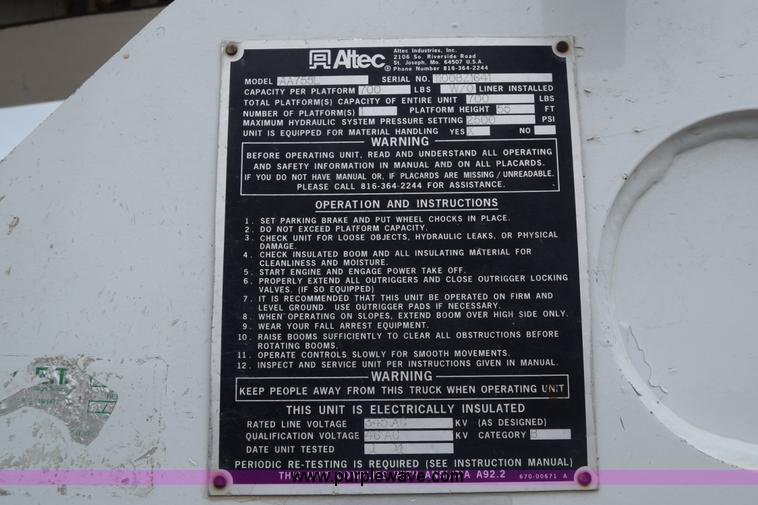 Altec
Altec Industries, Inc.
2106 So. Riverside Road
St. Joseph, Mo. 64507 U.S.A.
Phone Number 816-364-2244
MODEL AA755L SERIAL NO.
CAPACITY PER PLATFORM 700 LBS W/O LINER INSTALLED
TOTAL PLATFORM(S) CAPACITY OF ENTIRE UNIT 700 LBS
NUMBER OF PLATFORM(S) 1 PLATFORM HEIGHT 55 FT
MAXIMUM HYDRAULIC SYSTEM PRESSURE SETTING 2500 PSI
UNIT IS EQUIPPED FOR MATERIAL HANDLING YES X NO
WARNING
BEFORE OPERATING UNIT, READ AND UNDERSTAND ALL OPERATING
AND SAFETY INFORMATION IN MANUAL AND ON ALL PLACARDS.
IF YOU DO NOT HAVE MANUAL OR, IF PLACARDS ARE MISSING / UNREADABLE.
PLEASE CALL 816-364-2244 FOR ASSISTANCE.
OPERATION AND INSTRUCTIONS
1. SET PARKING BRAKE AND PUT WHEEL CHOCKS IN PLACE.
2. DO NOT EXCEED PLATFORM CAPACITY.
3. CHECK UNIT FOR LOOSE OBJECTS, HYDRAULIC LEAKS, OR PHYSICAL
DAMAGE.
4. CHECK INSULATED BOOM AND ALL INSULATING MATERIAL FOR
CLEANLINESS AND MOISTURE.
5. START ENGINE AND ENGAGE POWER TAKE OFF.
6. PROPERLY EXTEND ALL OUTRIGGERS AND CLOSE OUTRIGGER LOCKING
VALVES. (IF SO EQUIPPED)
7. IT IS RECOMMENDED THAT THIS UNIT BE OPERATED ON FIRM AND
LEVEL GROUND. USE OUTRIGGER PADS IF NECESSARY.
8. WHEN OPERATING ON SLOPES, EXTEND BOOM OVER HIGH SIDE ONLY.
9. WEAR YOUR FALL ARREST EQUIPMENT.
10. RAISE BOOMS SUFFICIENTLY TO CLEAR ALL OBSTRUCTIONS BEFORE
ROTATING BOOMS.
11. OPERATE CONTROLS SLOWLY FOR SMOOTH MOVEMENTS.
12. INSPECT AND SERVICE UNIT PER INSTRUCTIONS GIVEN IN MANUAL.
WARNING
KEEP PEOPLE AWAY FROM THIS TRUCK WHEN OPERATING UNIT
THIS UNIT IS ELECTRICALLY INSULATED
RATED LINE VOLTAGE KV (AS DESIGNED)
QUALIFICATION VOLTAGE 46 AC KV CATEGORY B
DATE UNIT TESTED
PERIODIC RE-TESTING IS REQUIRED (SEE INSTRUCTION MANUAL)
A92.2
670-00671 A
www.purplewave.com